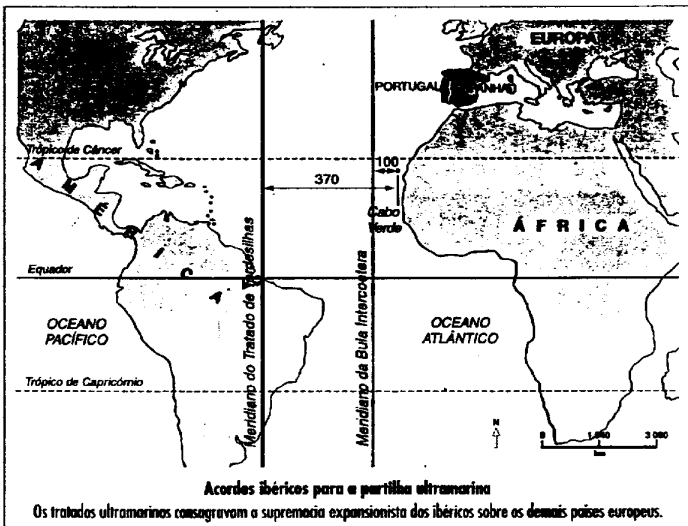 EUROPA
PORTUGAL
ESPANHA
Trópico de Câncer
100
370
Cabo
Verde
AMÉRICA
ÁFRICA
Meridiano do Tratado de Tordesilhas
Meridiano da Bula Intercoetera
Equador
OCEANO
PACÍFICO
OCEANO
ATLÂNTICO
Trópico de Capricórnio
N
0
3 000
km
Acordos ibéricos para a partilha ultramarina
Os tratados ultramarinos consagravam a supremacia expansionista dos ibéricos sobre os demais países europeus.